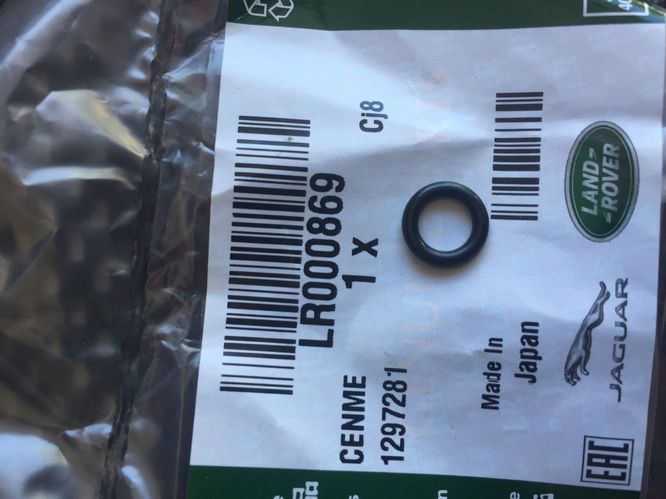 LR000869
1 x
Cj8
CENME
1297281
Made In
Japan
LAND
ROVER
JAGUAR
EAC